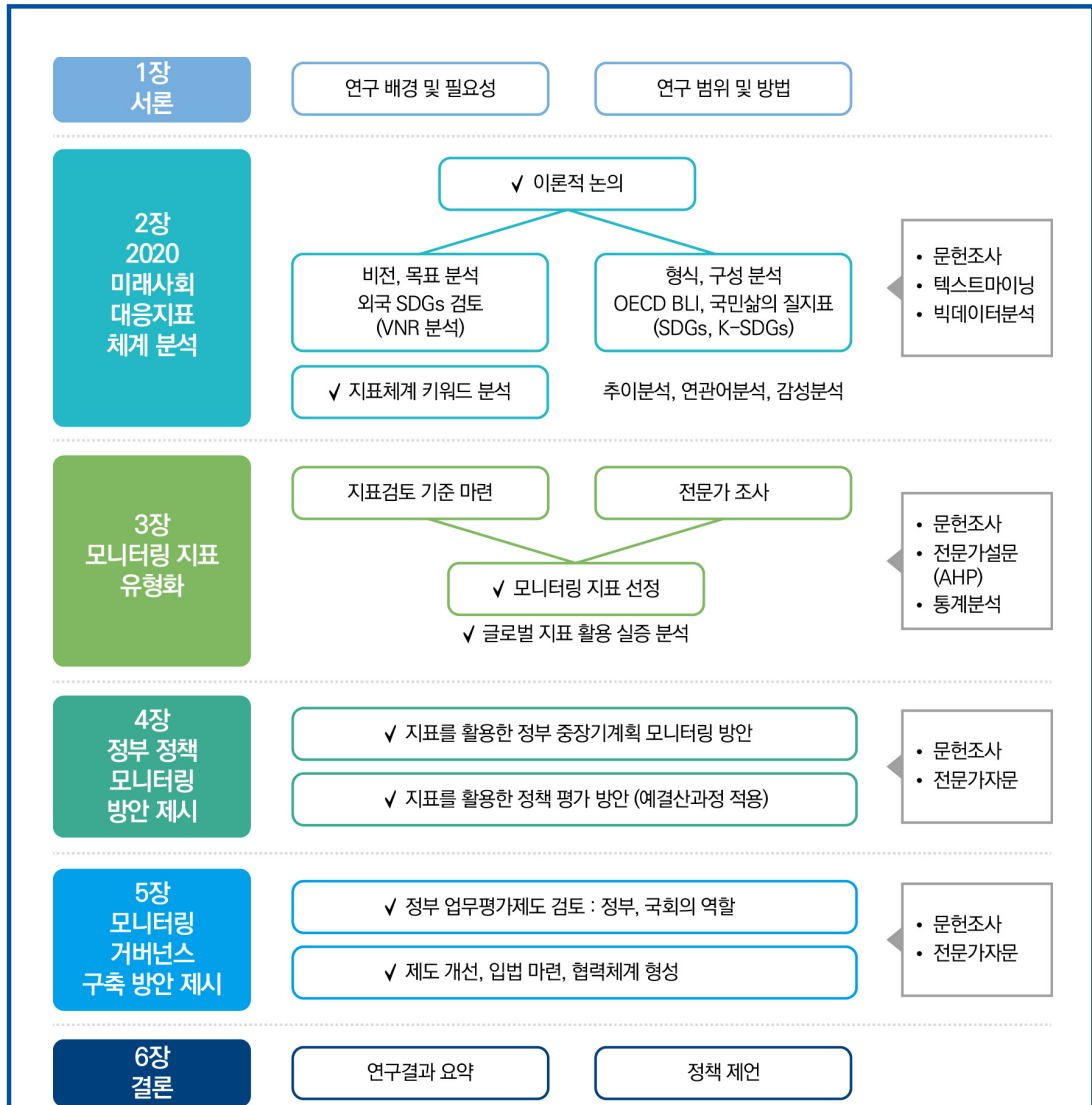 1장
서론
연구 배경 및 필요성
연구 범위 및 방법
2장
2020
미래사회
대응지표
체계 분석
✓ 이론적 논의
비전, 목표 분석
외국 SDGs 검토
(VNR 분석)
형식, 구성 분석
OECD BLI, 국민삶의 질지표
(SDGs, K-SDGs)
✓ 지표체계 키워드 분석
추이분석, 연관어분석, 감성분석
• 문헌조사
• 텍스트마이닝
• 빅데이터분석
3장
모니터링 지표
유형화
지표검토 기준 마련
전문가 조사
✓ 모니터링 지표 선정
✓ 글로벌 지표 활용 실증 분석
• 문헌조사
• 전문가설문
(AHP)
• 통계분석
4장
정부 정책
모니터링
방안 제시
✓ 지표를 활용한 정부 중장기계획 모니터링 방안
✓ 지표를 활용한 정책 평가 방안 (예결산과정 적용)
• 문헌조사
• 전문가자문
5장
모니터링
거버넌스
구축 방안 제시
✓ 정부 업무평가제도 검토 : 정부, 국회의 역할
✓ 제도 개선, 입법 마련, 협력체계 형성
• 문헌조사
• 전문가자문
6장
결론
연구결과 요약
정책 제언